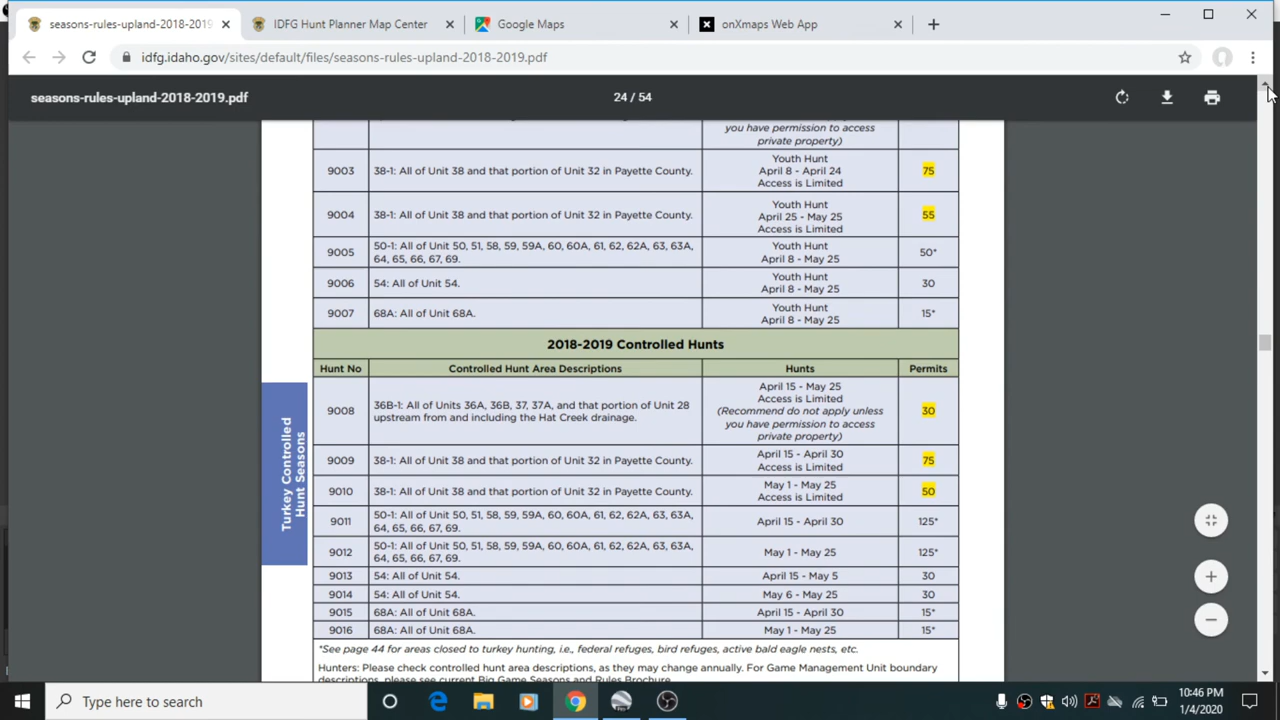 seasons-rules-upland-2018-2019
IDFG Hunt Planner Map Center
Google Maps
onXmaps Web App
idfg.idaho.gov/sites/default/files/seasons-rules-upland-2018-2019.pdf
seasons-rules-upland-2018-2019.pdf
24 / 54
you have permission to access
private property)
9003
38-1: All of Unit 38 and that portion of Unit 32 in Payette County.
Youth Hunt
April 8 - April 24
Access is Limited
75
9004
38-1: All of Unit 38 and that portion of Unit 32 in Payette County.
Youth Hunt
April 25 - May 25
Access is Limited
55
9005
50-1: All of Unit 50, 51, 58, 59, 59A, 60, 60A, 61, 62, 62A, 63, 63A,
64, 65, 66, 67, 69.
Youth Hunt
April 8 - May 25
50*
9006
54: All of Unit 54.
Youth Hunt
April 8 - May 25
30
9007
68A: All of Unit 68A.
Youth Hunt
April 8 - May 25
15*
2018-2019 Controlled Hunts
Hunt No
Controlled Hunt Area Descriptions
Hunts
Permits
9008
36B-1: All of Units 36A, 36B, 37, 37A, and that portion of Unit 28
upstream from and including the Hat Creek drainage.
April 15 - May 25
Access is Limited
(Recommend do not apply unless
you have permission to access
private property)
30
9009
38-1: All of Unit 38 and that portion of Unit 32 in Payette County.
April 15 - April 30
Access is Limited
75
9010
38-1: All of Unit 38 and that portion of Unit 32 in Payette County.
May 1 - May 25
Access is Limited
50
9011
50-1: All of Unit 50, 51, 58, 59, 59A, 60, 60A, 61, 62, 62A, 63, 63A,
64, 65, 66, 67, 69.
April 15 - April 30
125*
9012
50-1: All of Unit 50, 51, 58, 59, 59A, 60, 60A, 61, 62, 62A, 63, 63A,
64, 65, 66, 67, 69.
May 1 - May 25
125*
9013
54: All of Unit 54.
April 15 - May 5
30
9014
54: All of Unit 54.
May 6 - May 25
30
9015
68A: All of Unit 68A.
April 15 - April 30
15*
9016
68A: All of Unit 68A.
May 1 - May 25
15*
Turkey Controlled
Hunt Seasons
*See page 44 for areas closed to turkey hunting, i.e., federal refuges, bird refuges, active bald eagle nests, etc.
Hunters: Please check controlled hunt area descriptions, as they may change annually. For Game Management Unit boundary
descriptions, please see current Big Game Seasons and Rules Brochure
Type here to search
10:46 PM
1/4/2020